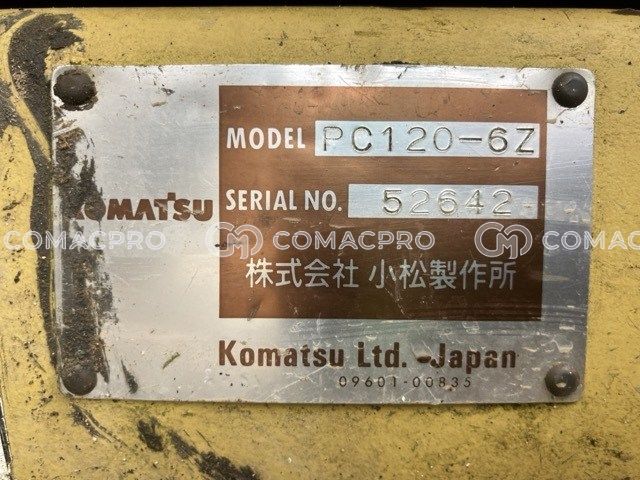 MODEL PC120-6Z
KOMATSU
SERIAL NO. 52642
COMACPRO COMACPRO COMACPRO
株式会社 小松製作所
Komatsu Ltd. -Japan
09601-00835